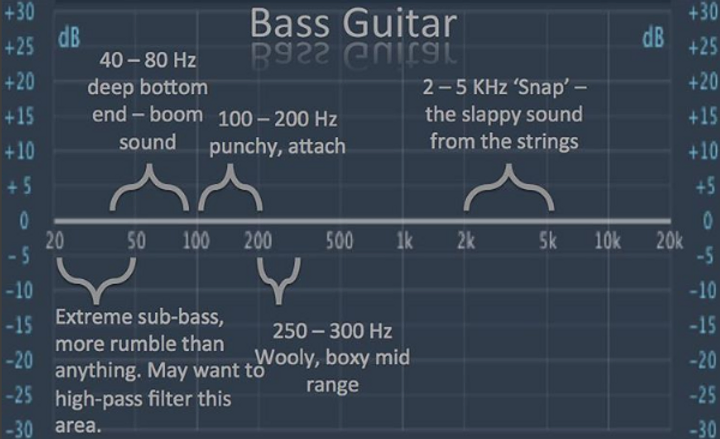 Bass Guitar
+30
+25
+20
+15
+10
+5
0
-5
-10
-15
-20
-25
-30
dB
dB
+30
+25
+20
+15
+10
+5
0
-5
-10
-15
-20
-25
-30
40 – 80 Hz
deep bottom
end – boom
sound
100 – 200 Hz
punchy, attach
2 – 5 KHz ‘Snap’ –
the slappy sound
from the strings
20 50 100 200 500 1k 2k 5k 10k 20k
Extreme sub-bass,
more rumble than
anything. May want to
high-pass filter this
area.
250 – 300 Hz
Wooly, boxy mid
range